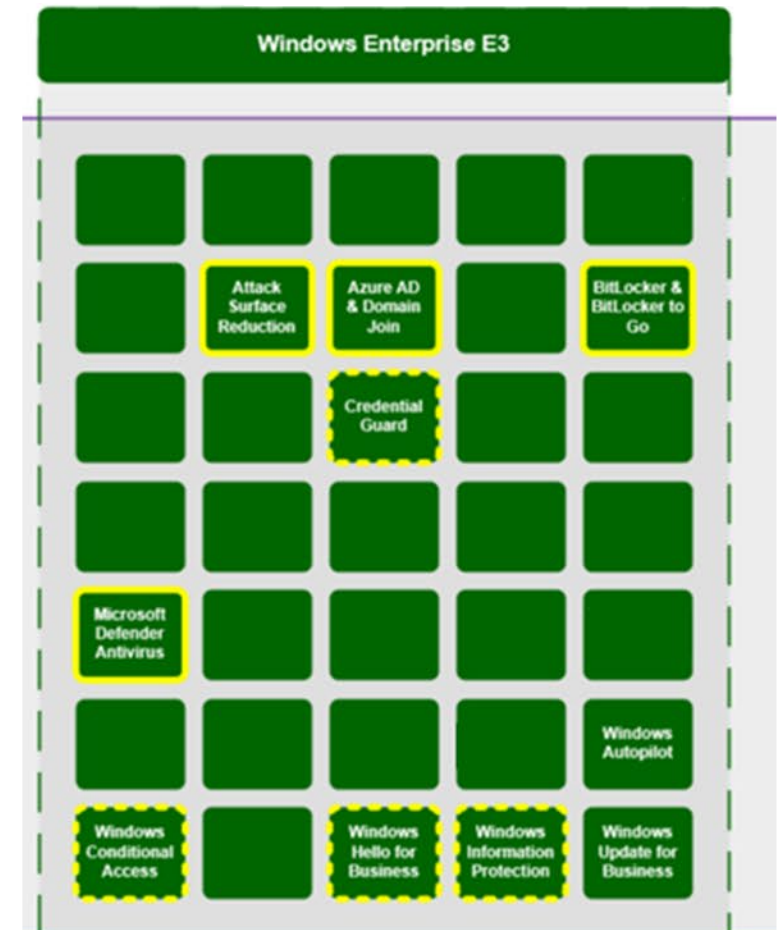 Windows Enterprise E3
Attack
Surface
Reduction
Azure AD
& Domain
Join
BitLocker &
BitLocker to
Go
Credential
Guard
Microsoft
Defender
Antivirus
Windows
Autopilot
Windows
Conditional
Access
Windows
Hello for
Business
Windows
Information
Protection
Windows
Update for
Business